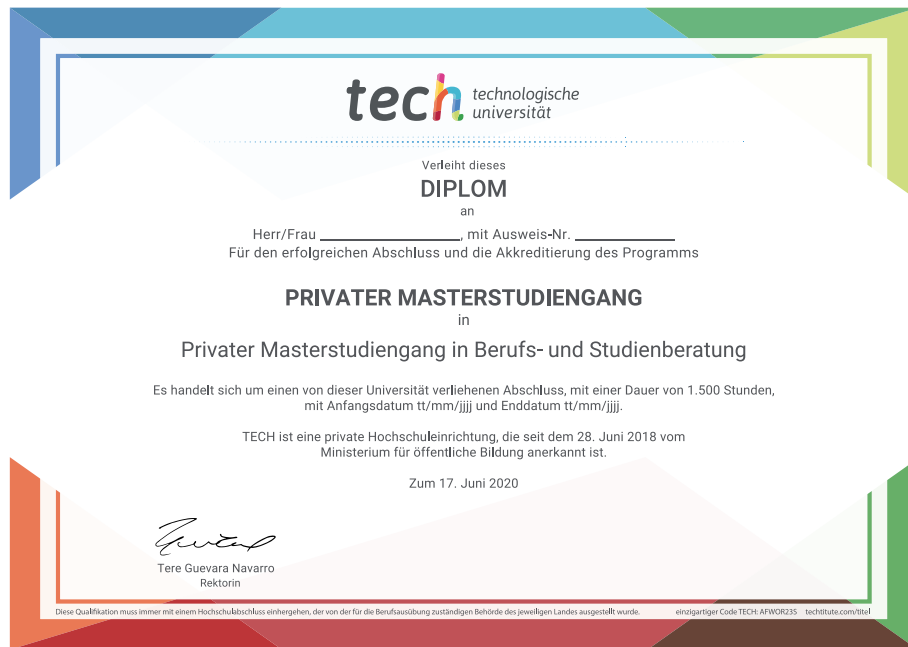 tech technologische
universität
Verleiht dieses
DIPLOM
an
Herr/Frau ____________________, mit Ausweis-Nr. ______________
Für den erfolgreichen Abschluss und die Akkreditierung des Programms
PRIVATER MASTERSTUDIENGANG
in
Privater Masterstudiengang in Berufs- und Studienberatung
Es handelt sich um einen von dieser Universität verliehenen Abschluss, mit einer Dauer von 1.500 Stunden,
mit Anfangsdatum tt/mm/jjjj und Enddatum tt/mm/jjjj.
TECH ist eine private Hochschuleinrichtung, die seit dem 28. Juni 2018 vom
Ministerium für öffentliche Bildung anerkannt ist.
Zum 17. Juni 2020
Tere Guevara Navarro
Rektorin
Diese Qualifikation muss immer mit einem Hochschulabschluss einhergehen, der von der für die Berufsausübung zuständigen Behörde des jeweiligen Landes ausgestellt wurde. einzigartiger Code TECH: AFWOR235 techtitute.com/titel